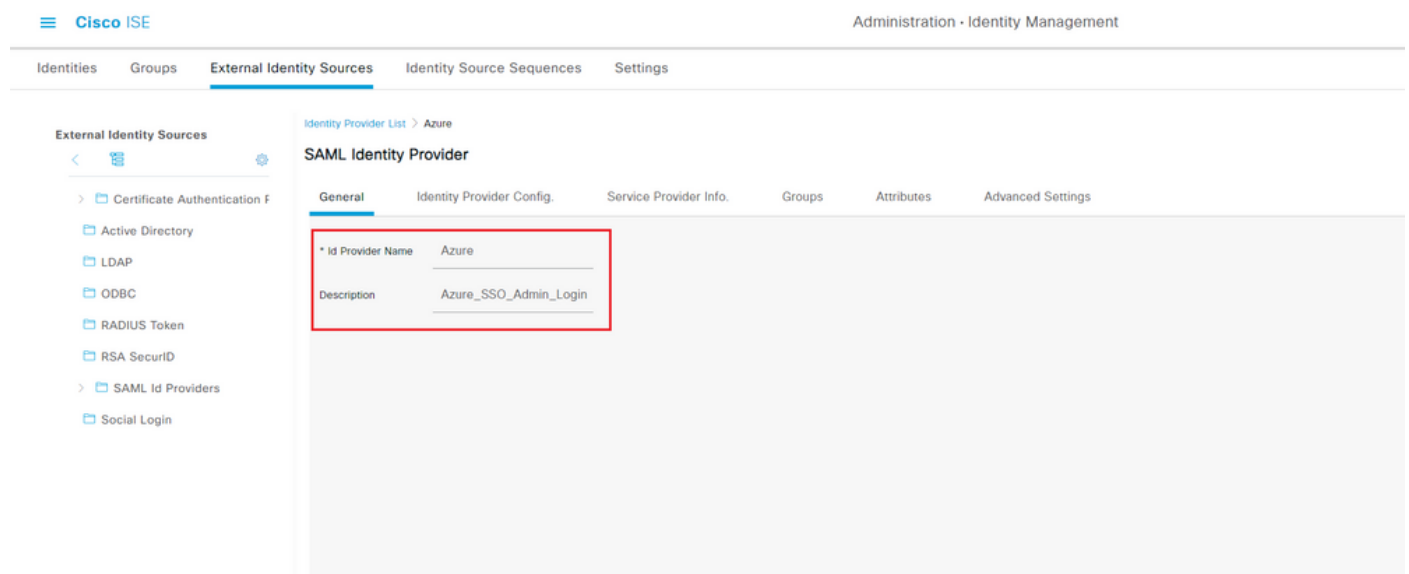 Cisco ISE
Administration · Identity Management
Identities Groups External Identity Sources Identity Source Sequences Settings
External Identity Sources
Certificate Authentication F
Active Directory
LDAP
ODBC
RADIUS Token
RSA SecurID
SAML Id Providers
Social Login
Identity Provider List > Azure
SAML Identity Provider
General Identity Provider Config. Service Provider Info. Groups Attributes Advanced Settings
* Id Provider Name Azure
Description Azure_SSO_Admin_Login